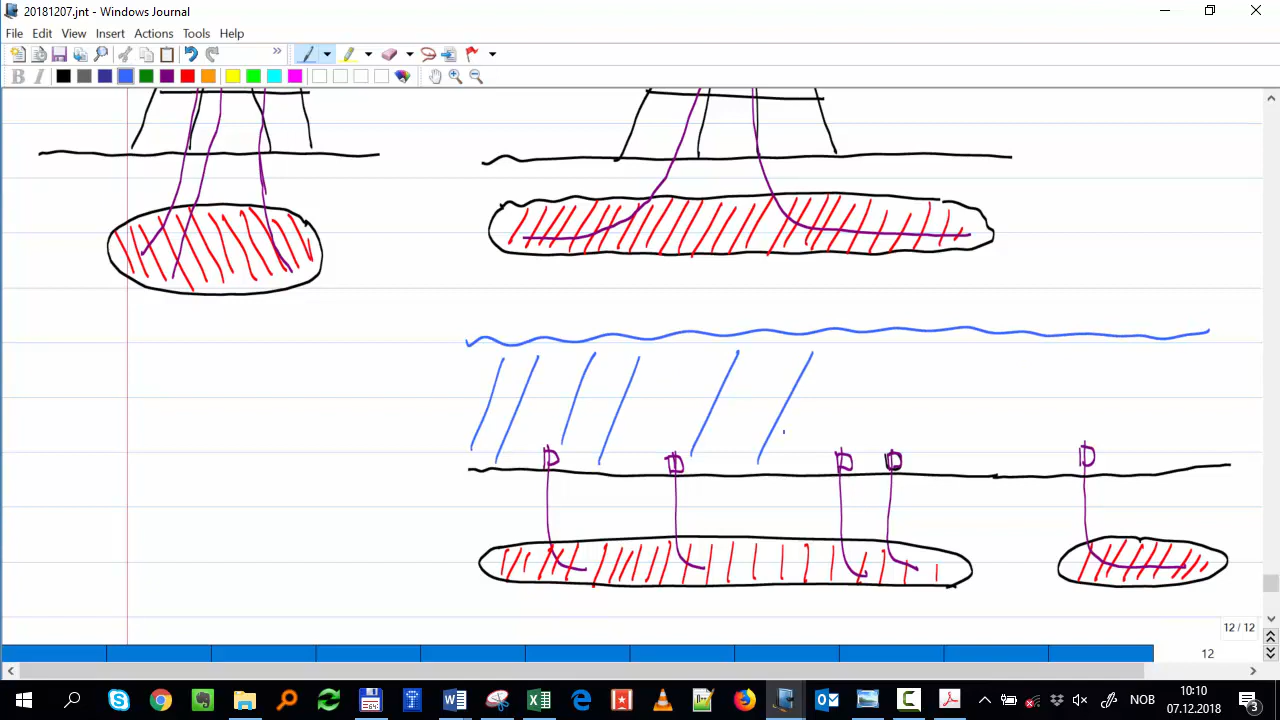 20181207.jnt - Windows Journal
File Edit View Insert Actions Tools Help
B I
D D D D D
12 / 12
12
NOB
10:10
07.12.2018
3